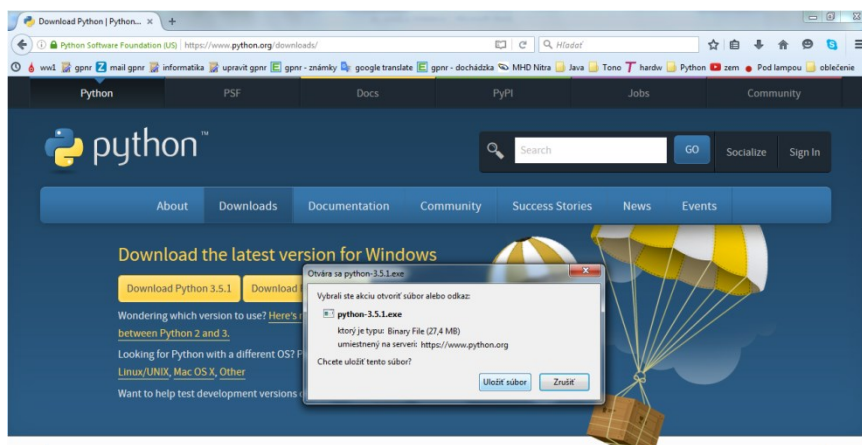 Download Python | Python... × +
Python Software Foundation (US) https://www.python.org/downloads/ Hľadať
ww1 gpnr mail gpnr informatika upravit gpnr gpnr - známky google translate gpnr - dochádzka MHD Nitra Java Tono hardw Python zem Pod lampou oblečenie
Python PSF Docs PyPI Jobs Community
python™
Search GO Socialize Sign In
About Downloads Documentation Community Success Stories News Events
Download the latest version for Windows
Download Python 3.5.1 Download
Wondering which version to use? Here's
between Python 2 and 3.
Looking for Python with a different OS?
Linux/UNIX, Mac OS X, Other
Want to help test development versions
Otvára sa python-3.5.1.exe
Vybrali ste akciu otvoriť súbor alebo odkaz:
python-3.5.1.exe
ktorý je typu: Binary File (27,4 MB)
umiestnený na serveri: https://www.python.org
Chcete uložiť tento súbor?
Uložiť súbor Zrušiť